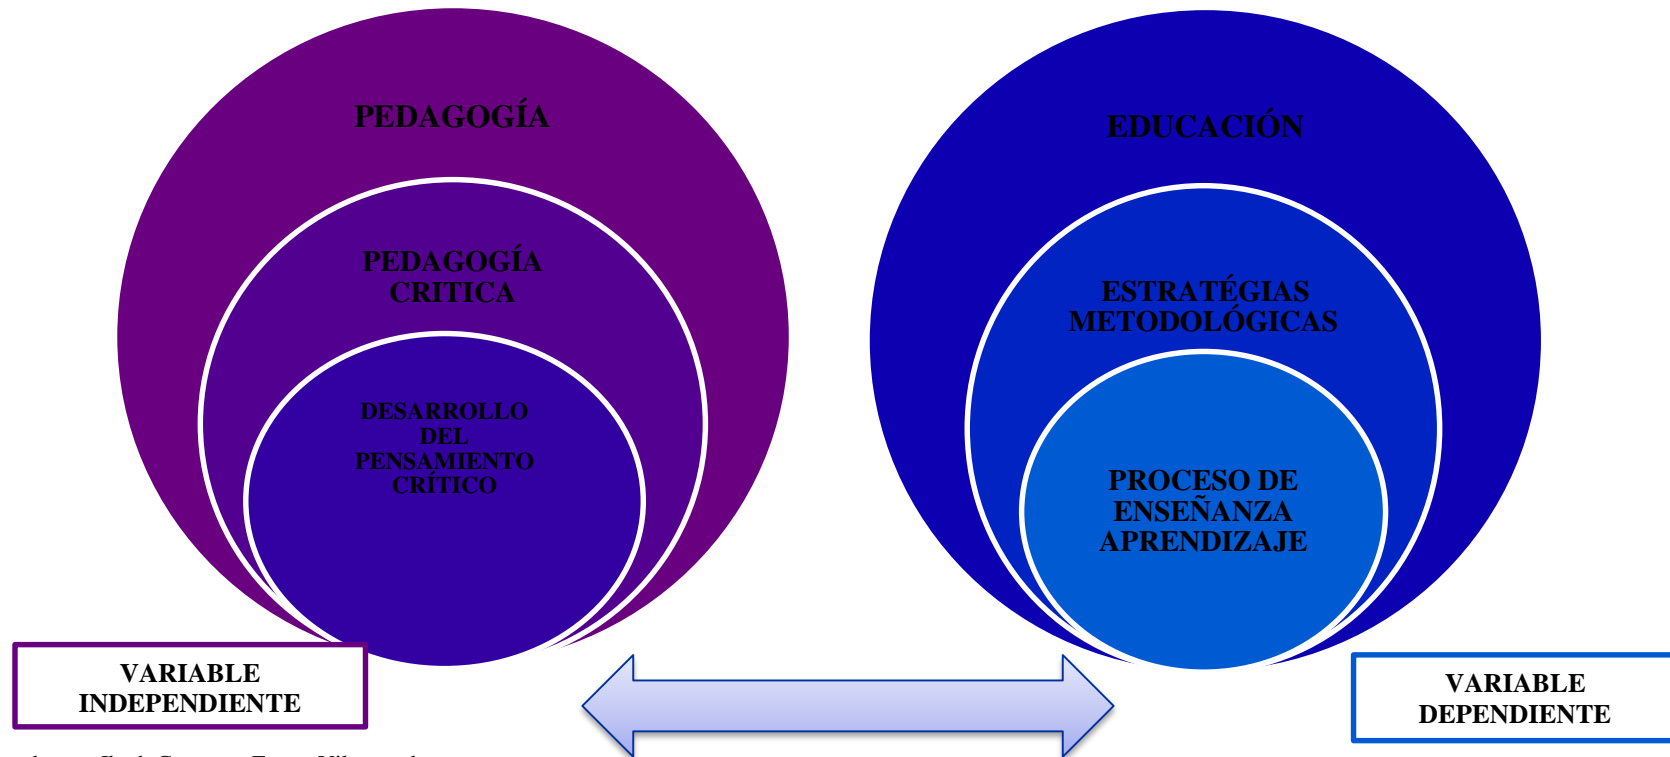 PEDAGOGÍA
PEDAGOGÍA
CRITICA
DESARROLLO
DEL
PENSAMIENTO
CRÍTICO
VARIABLE
INDEPENDIENTE
EDUCACIÓN
ESTRATÉGIAS
METODOLÓGICAS
PROCESO DE
ENSEÑANZA
APRENDIZAJE
VARIABLE
DEPENDIENTE